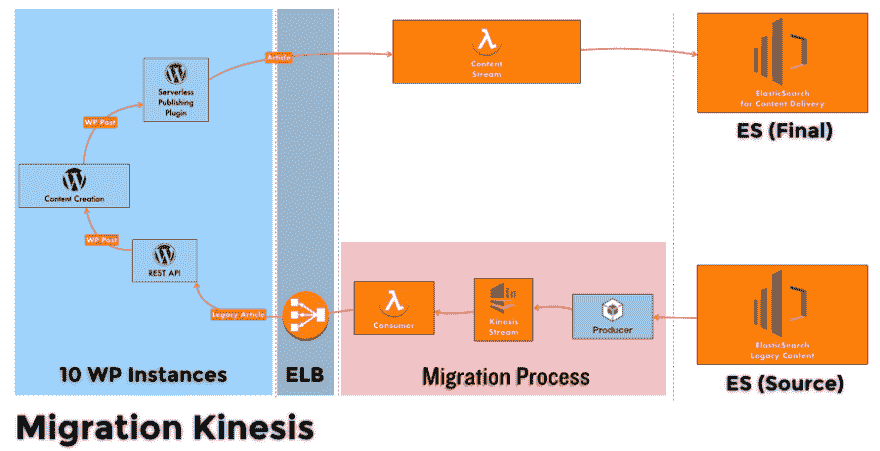 Serverless
Publishing
Plugin
Article
Content
Stream
ElasticSearch
for Content Delivery
ES (Final)
WP Post
Content Creation
WP Post
REST API
Legacy Article
Consumer
Kinesis
Stream
Producer
ElasticSearch
Legacy Content
10 WP Instances
ELB
Migration Process
ES (Source)
Migration Kinesis